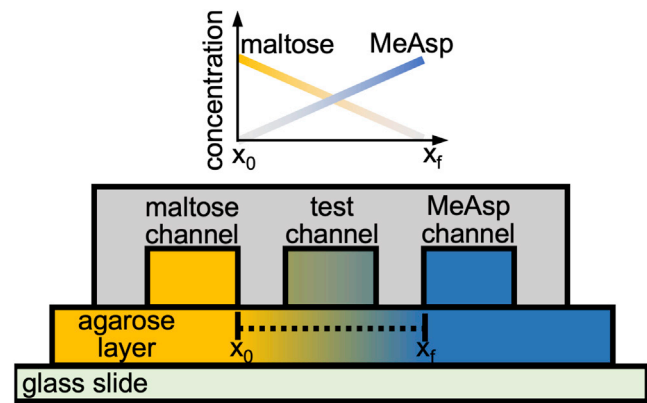 concentration
maltose
MeAsp
x0
xf
maltose
channel
test
channel
MeAsp
channel
agarose
layer
x0
xf
glass slide